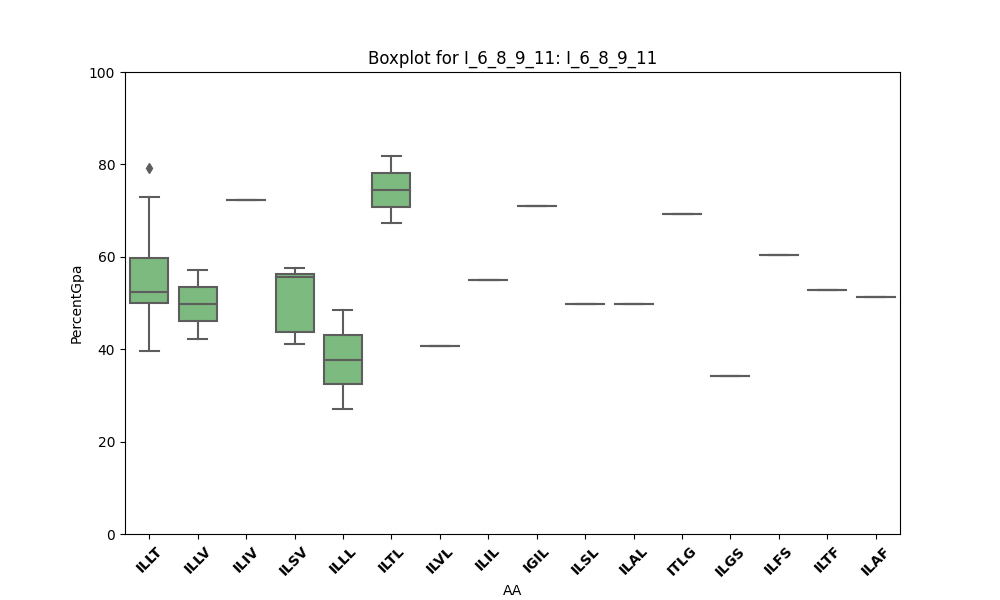 Boxplot for I_6_8_9_11: I_6_8_9_11
100
80
60
40
20
0
PercentGpa
ILLT ILLV ILIV ILSV ILLL ILTL ILVL ILIL IGIL ILSL ILAL ITLG ILGS ILFS ILTF ILAF
AA